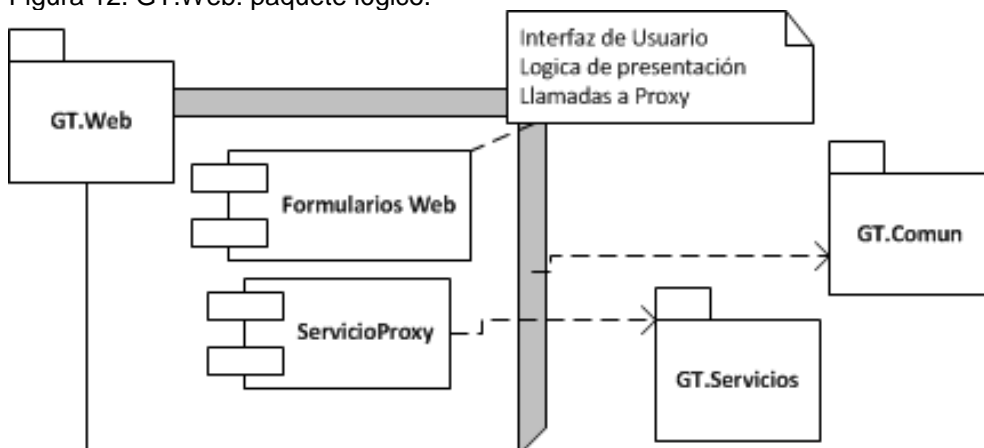 Figura 12. GT.Web: paquete lógico.
Interfaz de Usuario
Logica de presentación
Llamadas a Proxy
GT.Web
Formularios Web
GT.Comun
ServicioProxy
GT.Servicios